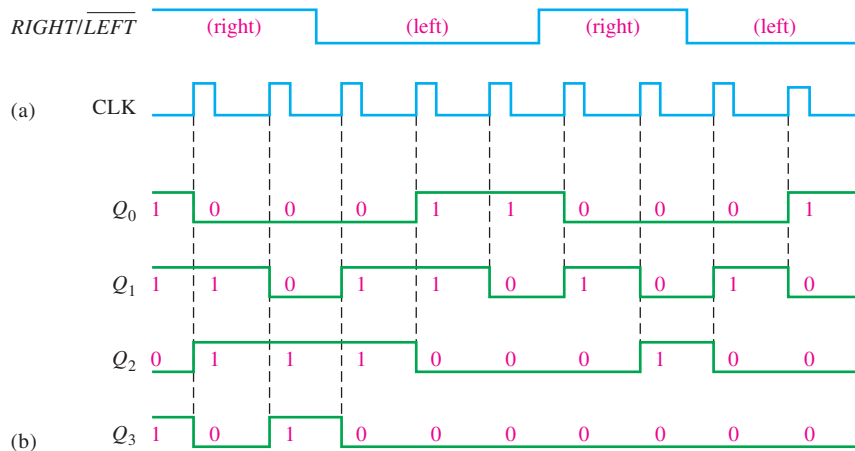 RIGHT/LEFT (right) (left) (right) (left)
(a) CLK
Q0 1 0 0 0 1 1 0 0 0 1
Q1 1 1 0 1 1 0 1 0 1 0
Q2 0 1 1 1 0 0 0 1 0 0
(b) Q3 1 0 1 0 0 0 0 0 0 0